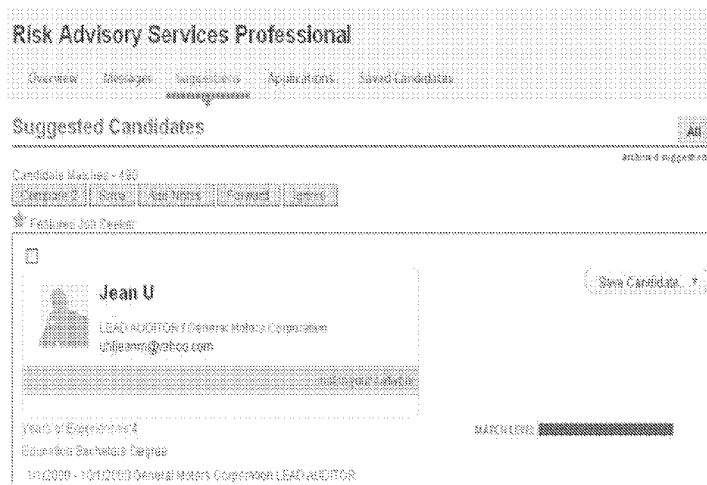 Risk Advisory Services Professional
Overview Messages Suggestions Applications Saved Candidates
Suggested Candidates
All
archived suggestion
Candidate Matches - 490
Compare Save Add Notes Forward Ignore
Featured Job Seeker
Jean U
Save Candidate
LEAD AUDITOR / General Motors Corporation
Years of Experience: 4
MATCH LEVEL
Education Bachelors Degree
General Motors Corporation LEAD AUDITOR